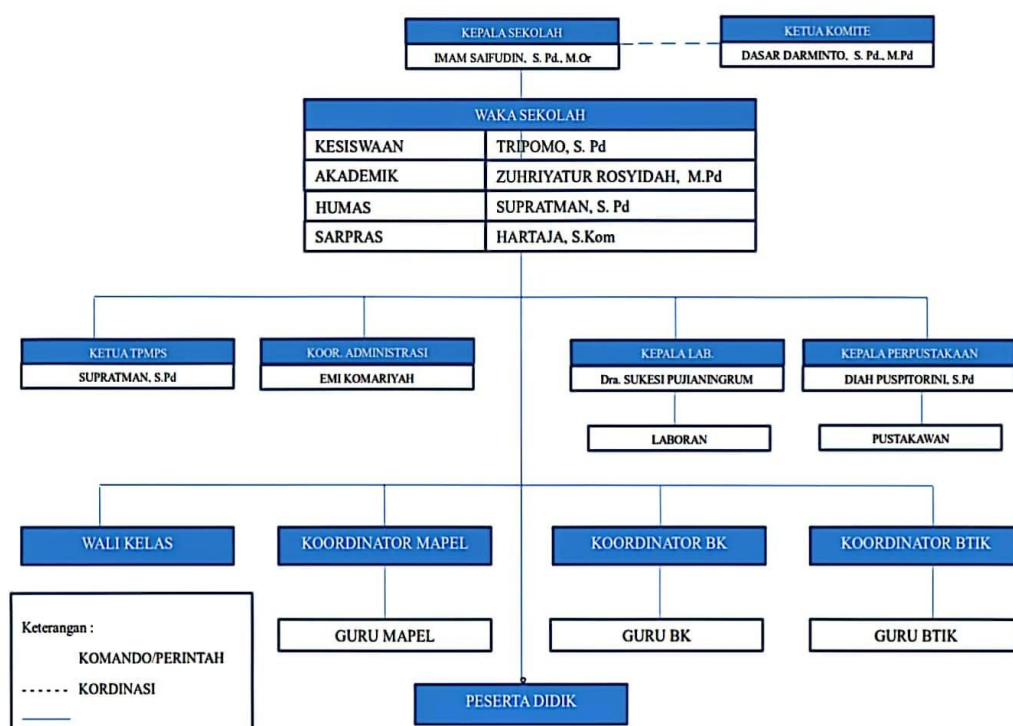 KEPALA SEKOLAH
IMAM SAIFUDIN, S. Pd., M.Or
KETUA KOMITE
DASAR DARMINTO, S. Pd., M.Pd
WAKA SEKOLAH
KESISWAAN TRIPOMO, S. Pd
AKADEMIK ZUHRIYATUR ROSYIDAH, M.Pd
HUMAS SUPRATMAN, S. Pd
SARPRAS HARTAJA, S.Kom
KETUA TPMPS
SUPRATMAN, S.Pd
KOOR. ADMINISTRASI
EMI KOMARIYAH
KEPALA LAB.
Dra. SUKESI PUJIANINGRUM
LABORAN
KEPALA PERPUSTAKAAN
DIAH PUSPITORINI, S.Pd
PUSTAKAWAN
WALI KELAS
KOORDINATOR MAPEL
GURU MAPEL
KOORDINATOR BK
GURU BK
KOORDINATOR BTIK
GURU BTIK
PESERTA DIDIK
Keterangan :
KOMANDO/PERINTAH
KORDINASI